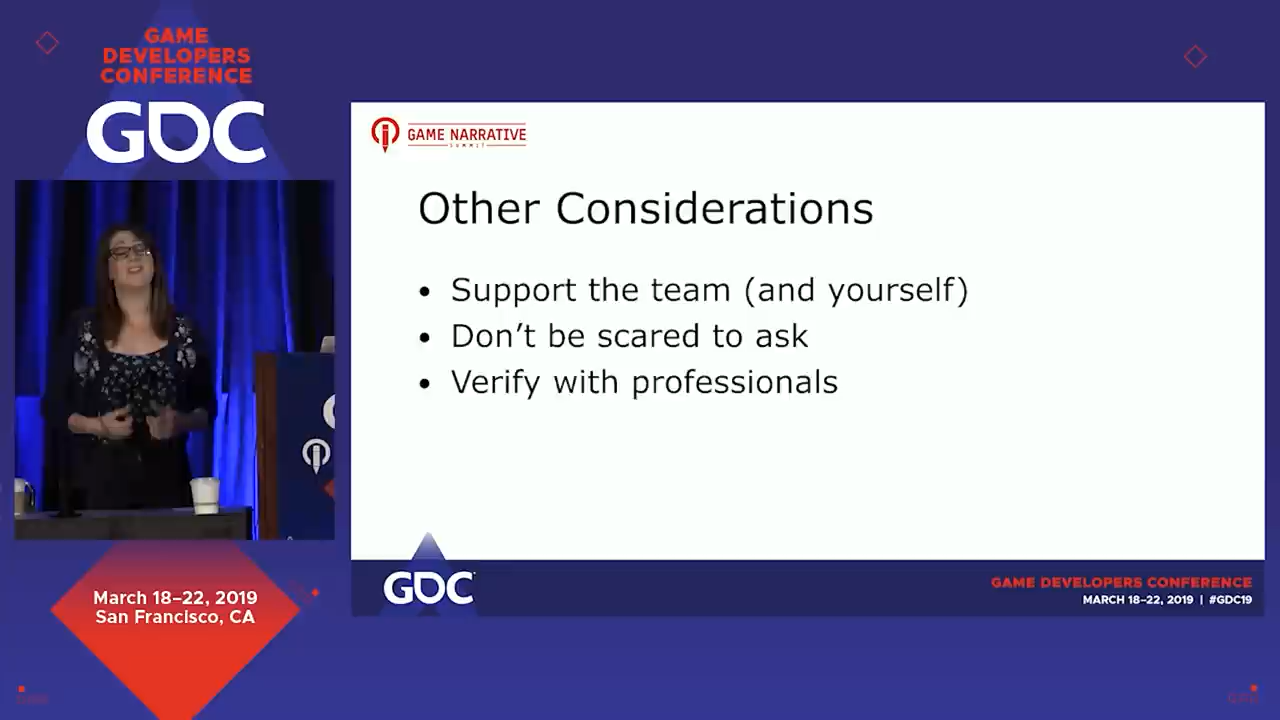 GAME
DEVELOPERS
CONFERENCE
GDC
March 18–22, 2019
San Francisco, CA
GAME NARRATIVE
SUMMIT
Other Considerations
• Support the team (and yourself)
• Don’t be scared to ask
• Verify with professionals
GDC
GAME DEVELOPERS CONFERENCE
MARCH 18–22, 2019 | #GDC19